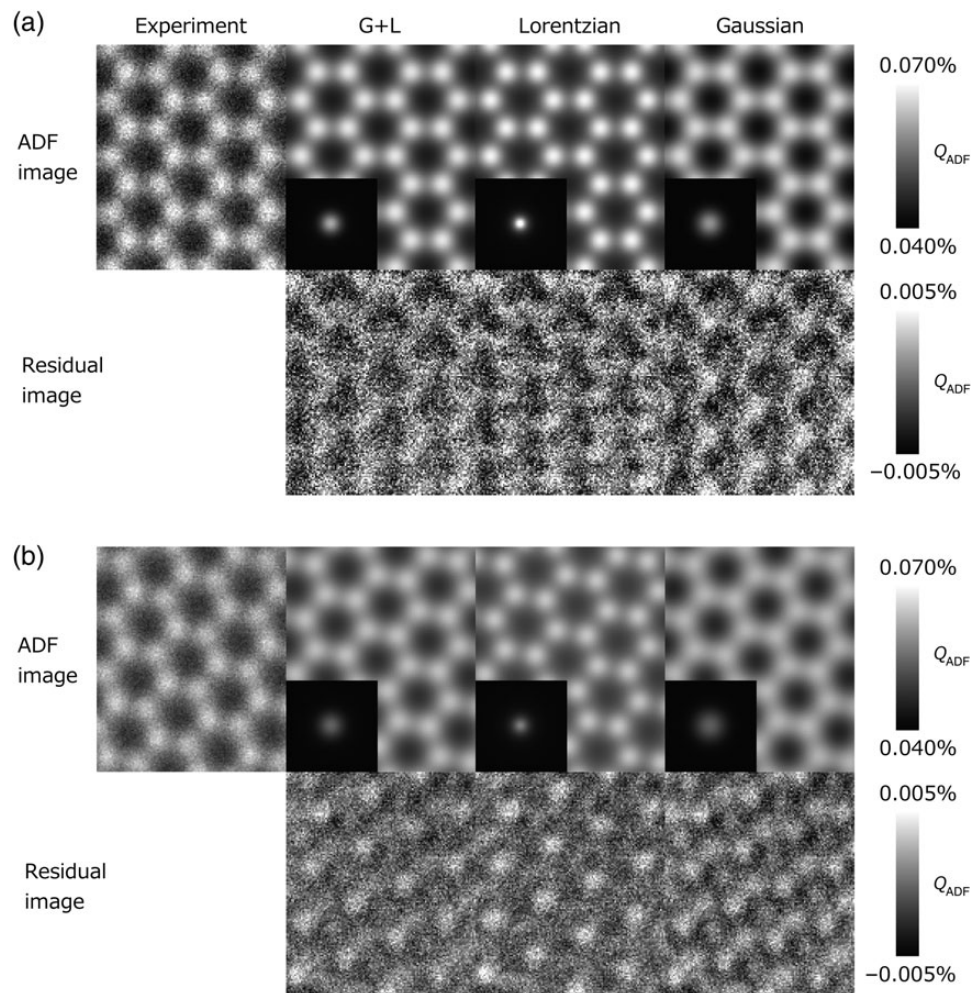 (a)
Experiment G+L Lorentzian Gaussian
0.070%
ADF
image
Q_ADF
0.040%
0.005%
Residual
image
Q_ADF
−0.005%
(b)
0.070%
ADF
image
Q_ADF
0.040%
0.005%
Residual
image
Q_ADF
−0.005%